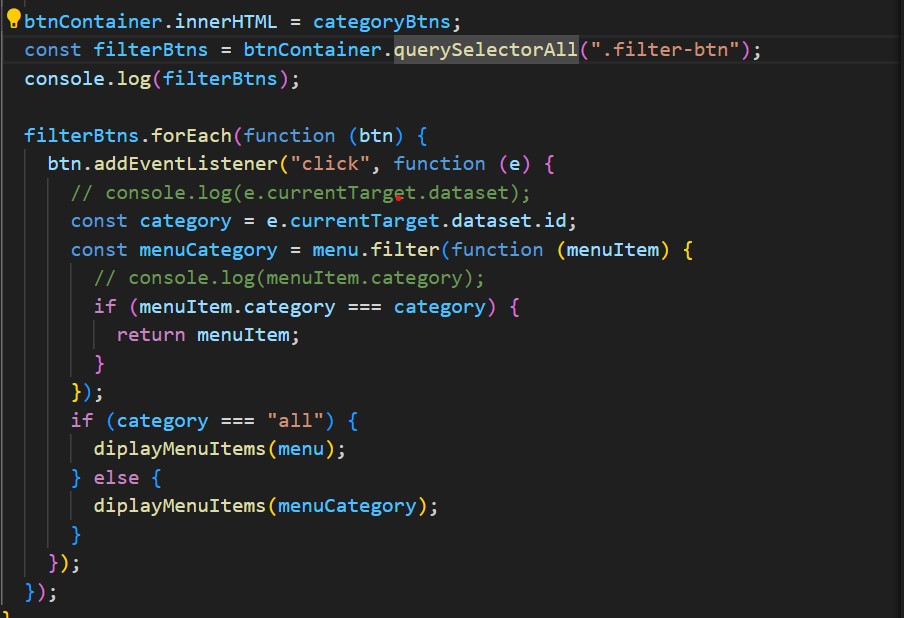 btnContainer.innerHTML = categoryBtns;
const filterBtns = btnContainer.querySelectorAll(".filter-btn");
console.log(filterBtns);
filterBtns.forEach(function (btn) {
btn.addEventListener("click", function (e) {
// console.log(e.currentTarget.dataset);
const category = e.currentTarget.dataset.id;
const menuCategory = menu.filter(function (menuItem) {
// console.log(menuItem.category);
if (menuItem.category === category) {
return menuItem;
}
});
if (category === "all") {
diplayMenuItems(menu);
} else {
diplayMenuItems(menuCategory);
}
});
});
}